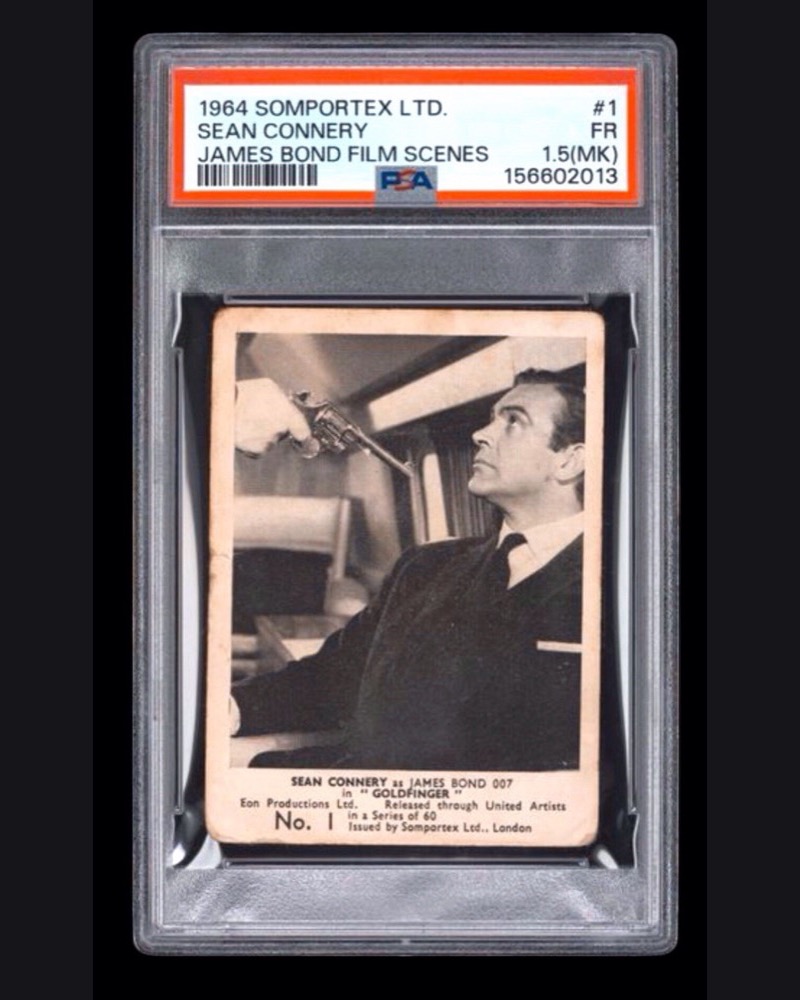 1964 SOMPORTEX LTD. #1
SEAN CONNERY FR
JAMES BOND FILM SCENES 1.5(MK)
PSA 156602013
SEAN CONNERY as JAMES BOND 007
in "GOLDFINGER"
Eon Productions Ltd. Released through United Artists
No. 1 in a Series of 60
Issued by Somportex Ltd., London